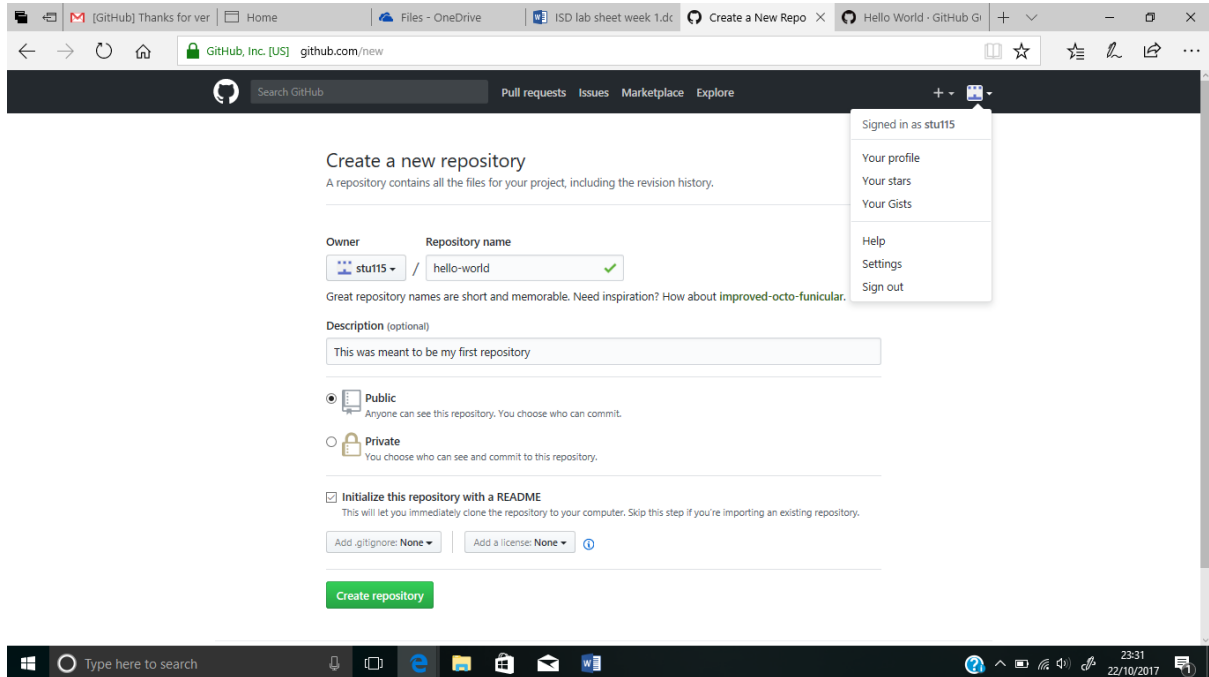 [GitHub] Thanks for ver
Home
Files - OneDrive
ISD lab sheet week 1.dc
Create a New Repo
Hello World · GitHub Gu
GitHub, Inc. [US] github.com/new
Search GitHub
Pull requests Issues Marketplace Explore
Signed in as stu115
Your profile
Your stars
Your Gists
Help
Settings
Sign out
Create a new repository
A repository contains all the files for your project, including the revision history.
Owner Repository name
stu115 / hello-world
Great repository names are short and memorable. Need inspiration? How about improved-octo-funicular.
Description (optional)
This was meant to be my first repository
Public
Anyone can see this repository. You choose who can commit.
Private
You choose who can see and commit to this repository.
Initialize this repository with a README
This will let you immediately clone the repository to your computer. Skip this step if you're importing an existing repository.
Add .gitignore: None
Add a license: None
Create repository
Type here to search
23:31
22/10/2017